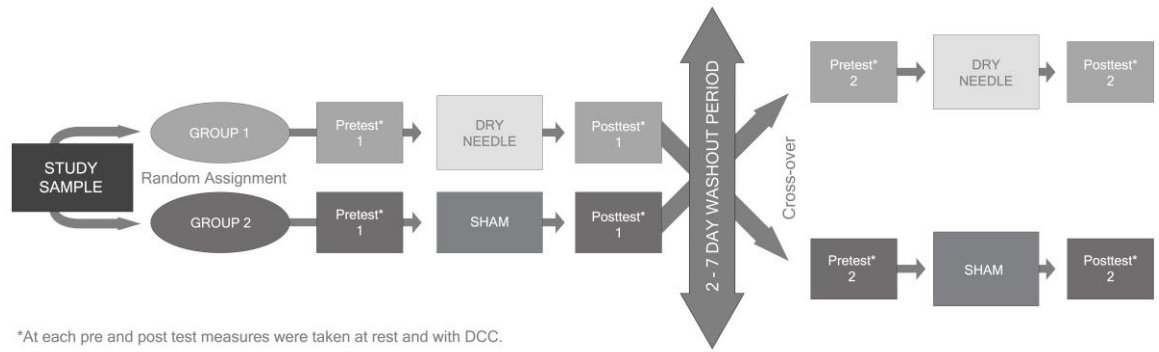 STUDY
SAMPLE
GROUP 1
Random Assignment
GROUP 2
Pretest*
1
DRY
NEEDLE
Posttest*
1
Pretest*
1
SHAM
Posttest*
1
2 - 7 DAY WASHOUT PERIOD
Cross-over
Pretest*
2
DRY
NEEDLE
Posttest*
2
Pretest*
2
SHAM
Posttest*
2
*At each pre and post test measures were taken at rest and with DCC.